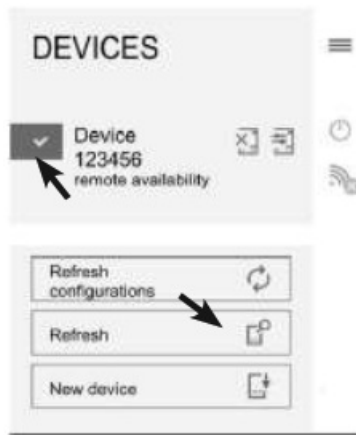 DEVICES
Device
123456
remote availability
Refresh
configurations
Refresh
New device